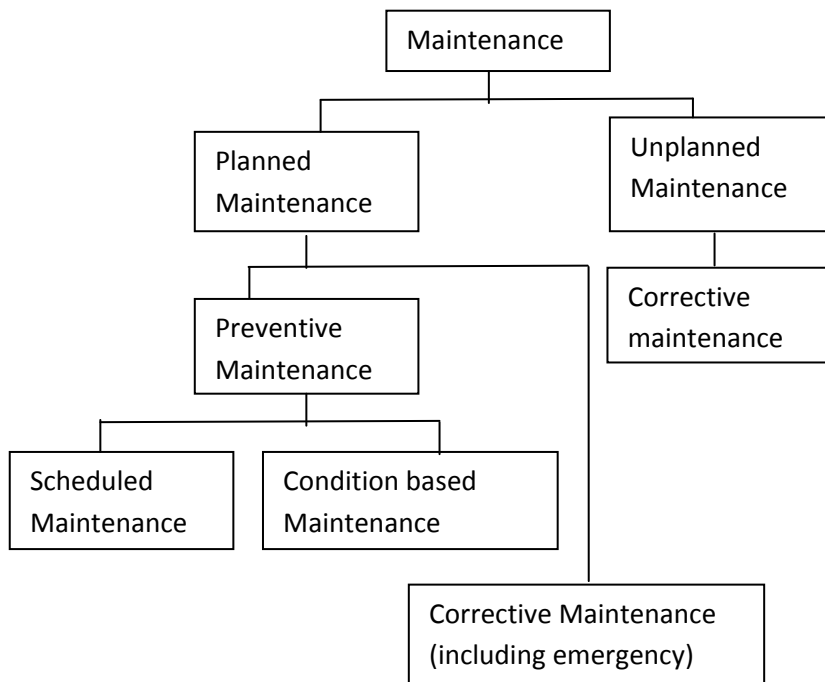 Maintenance
Planned
Maintenance
Unplanned
Maintenance
Preventive
Maintenance
Corrective
maintenance
Scheduled
Maintenance
Condition based
Maintenance
Corrective Maintenance
(including emergency)